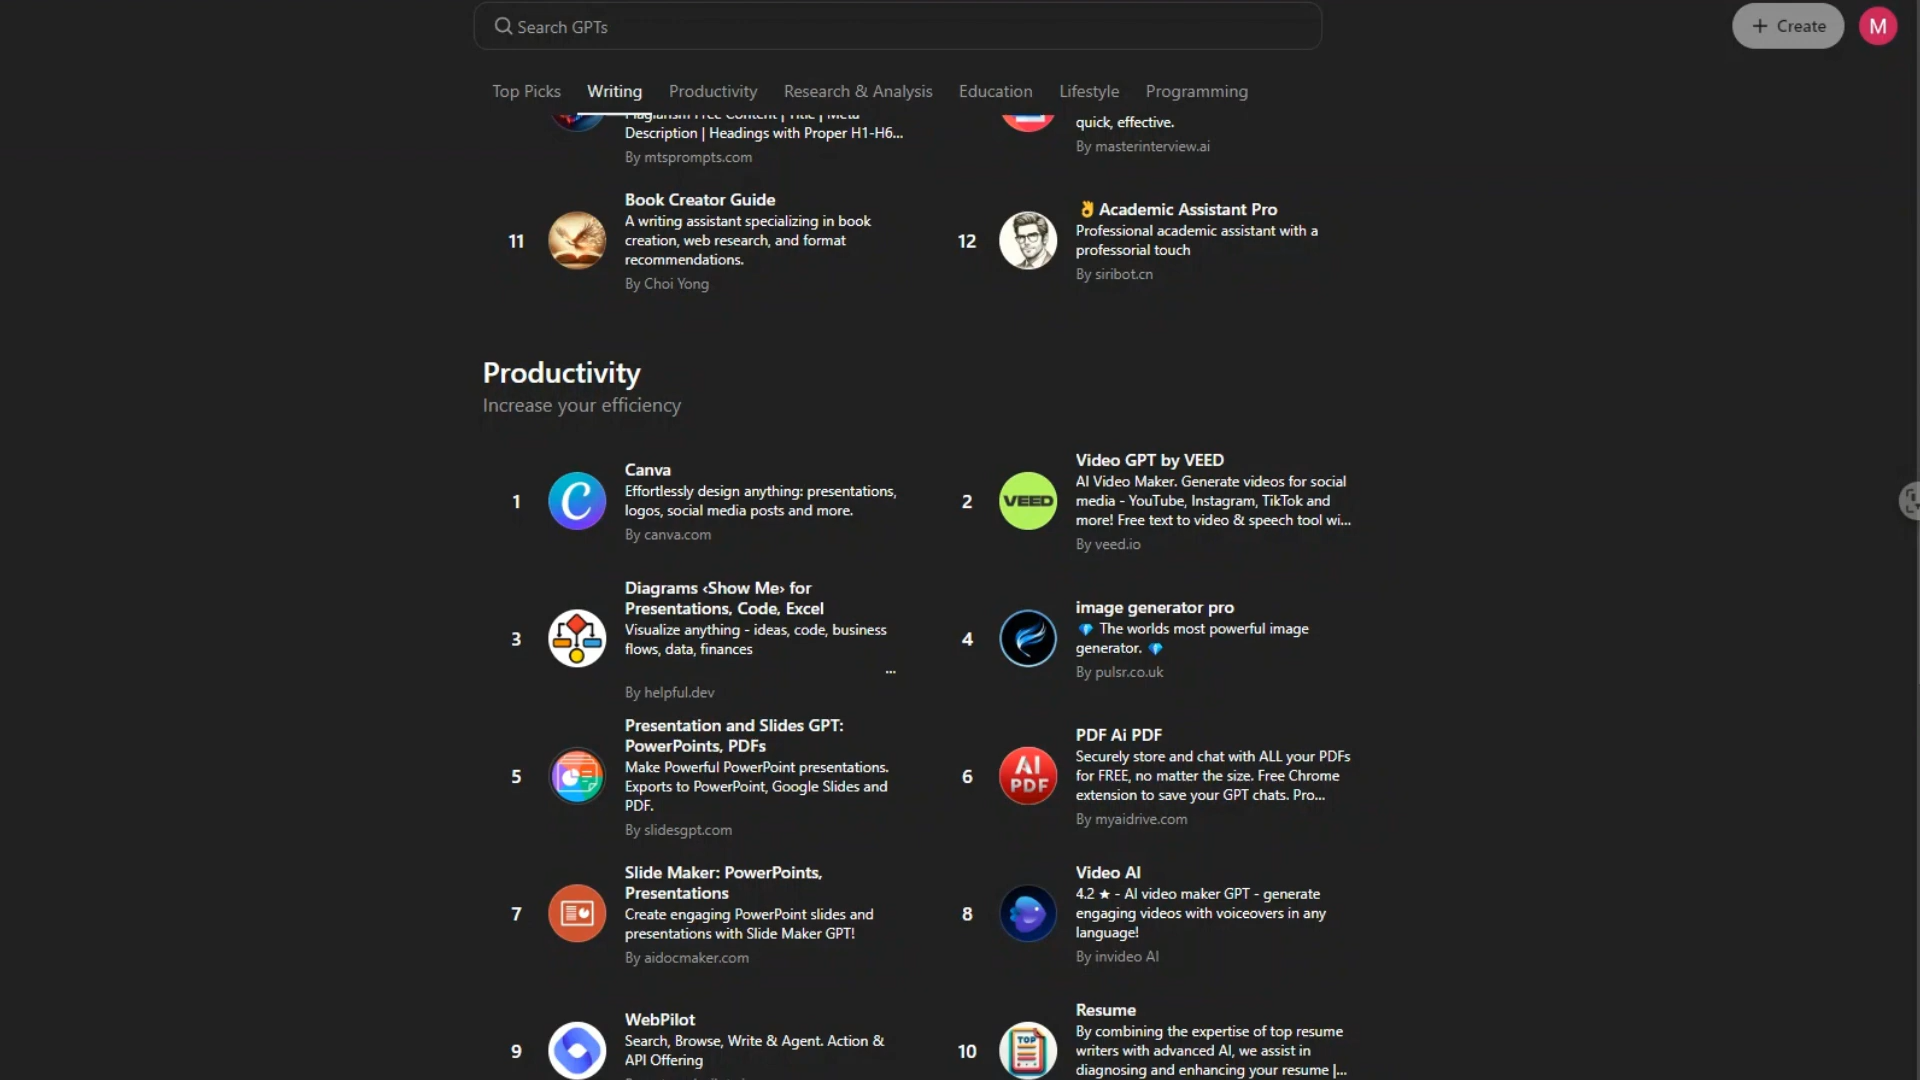 Search GPTs
Create
M
Top Picks Writing Productivity Research & Analysis Education Lifestyle Programming
Description | Headings with Proper H1-H6...
By mtsprompts.com
quick, effective.
By masterinterview.ai
11
Book Creator Guide
A writing assistant specializing in book
creation, web research, and format
recommendations.
By Choi Yong
12
👌 Academic Assistant Pro
Professional academic assistant with a
professorial touch
By siribot.cn
Productivity
Increase your efficiency
1
Canva
Effortlessly design anything: presentations,
logos, social media posts and more.
By canva.com
2
VEED
Video GPT by VEED
AI Video Maker. Generate videos for social
media - YouTube, Instagram, TikTok and
more! Free text to video & speech tool wi...
By veed.io
3
Diagrams ‹Show Me› for
Presentations, Code, Excel
Visualize anything - ideas, code, business
flows, data, finances
...
By helpful.dev
4
image generator pro
💎 The worlds most powerful image
generator. 💎
By pulsr.co.uk
5
Presentation and Slides GPT:
PowerPoints, PDFs
Make Powerful PowerPoint presentations.
Exports to PowerPoint, Google Slides and
PDF.
By slidesgpt.com
6
AI
PDF
PDF Ai PDF
Securely store and chat with ALL your PDFs
for FREE, no matter the size. Free Chrome
extension to save your GPT chats. Pro...
By myaidrive.com
7
Slide Maker: PowerPoints,
Presentations
Create engaging PowerPoint slides and
presentations with Slide Maker GPT!
By aidocmaker.com
8
Video AI
4.2 ★ - AI video maker GPT - generate
engaging videos with voiceovers in any
language!
By invideo AI
9
WebPilot
Search, Browse, Write & Agent. Action &
API Offering
10
TOP
Resume
By combining the expertise of top resume
writers with advanced AI, we assist in
diagnosing and enhancing your resume |...